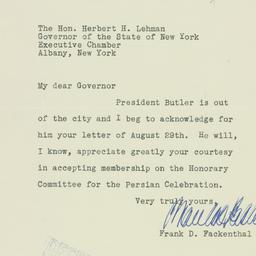 The Hon. Herbert H. Lehman
Governor of the State of New York
Executive Chamber
Albany, New York
My dear Governor
President Butler is out
of the city and I beg to acknowledge for
him your letter of August 29th. He will,
I know, appreciate greatly your courtesy
in accepting membership on the Honorary
Committee for the Persian Celebration.
Very truly yours,
Frank D. Fackenthal